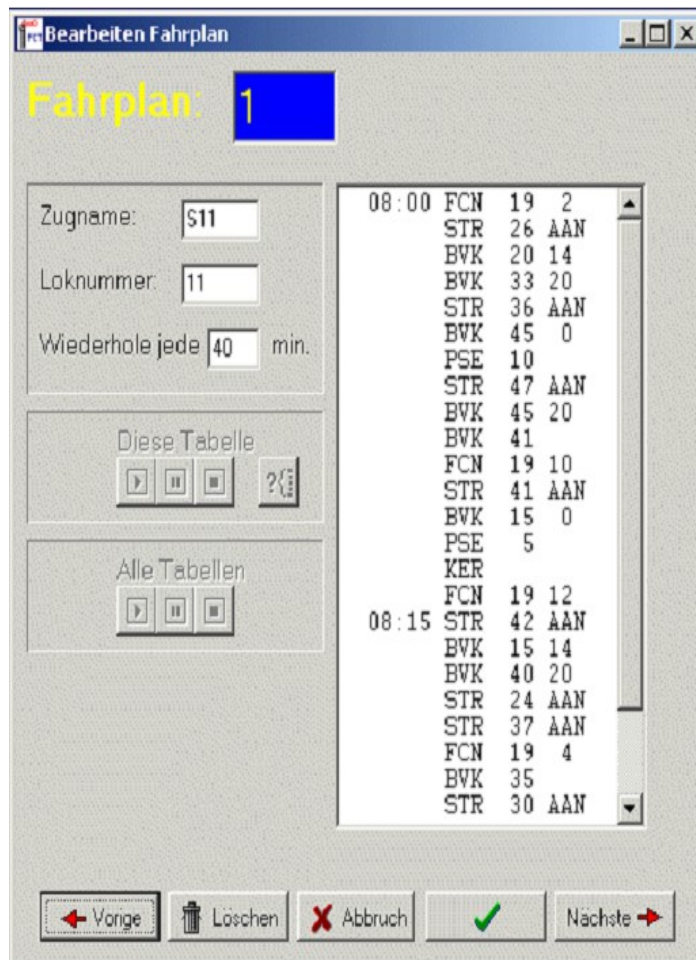 Bearbeiten Fahrplan
Fahrplan: 1
Zugname: S11
Loknummer: 11
Wiederhole jede 40 min.
Diese Tabelle
?
Alle Tabellen
08:00 FCN 19 2
STR 26 AAN
BVK 20 14
BVK 33 20
STR 36 AAN
BVK 45 0
PSE 10
STR 47 AAN
BVK 45 20
BVK 41
FCN 19 10
STR 41 AAN
BVK 15 0
PSE 5
KER
FCN 19 12
08:15 STR 42 AAN
BVK 15 14
BVK 40 20
STR 24 AAN
STR 37 AAN
FCN 19 4
BVK 35
STR 30 AAN
Vorige Löschen Abbruch Nächste